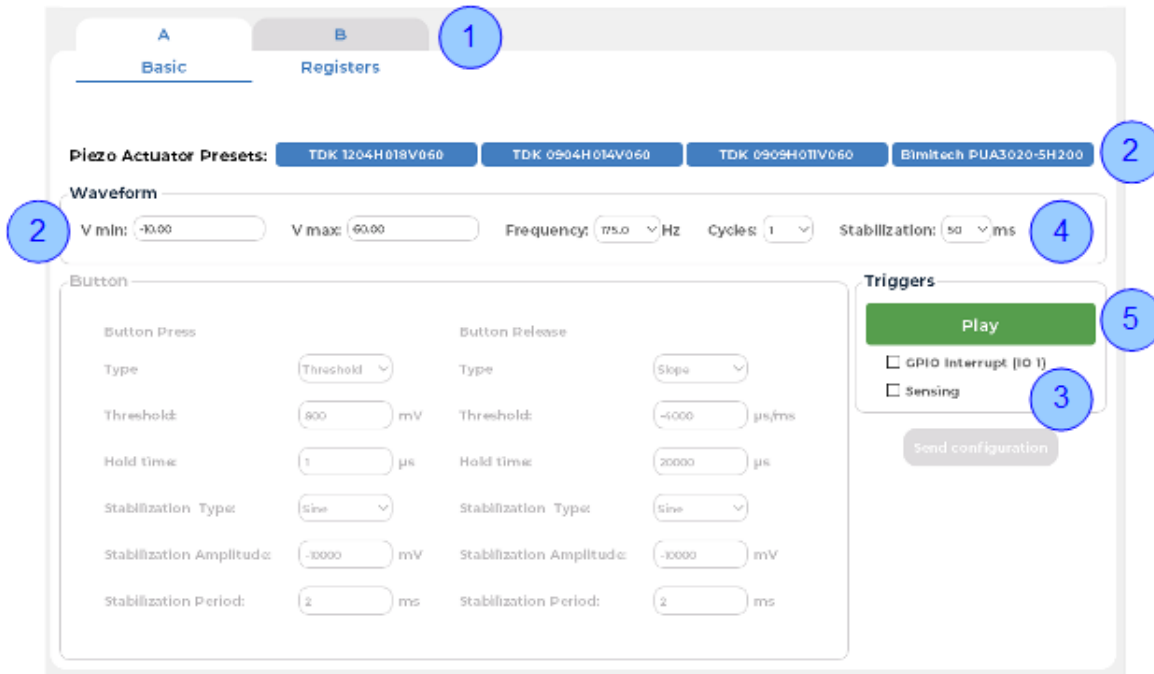 A B 1
Basic Registers
Piezo Actuator Presets: TDK 1204H018V060 TDK 0904H014V060 TDK 0909H011V060 Bimitech PUA3020-5H200 2
Waveform
2 V min: -10.00 V max: 60.00 Frequency: 175.0 Hz Cycles: 1 Stabilization: 50 ms 4
Button Triggers
Play 5
Button Press Button Release
GPIO Interrupt (IO 1)
Type Threshold Type Slope
Sensing 3
Threshold: 800 mV Threshold: -4000 µs/ms
Send configuration
Hold time: 1 µs Hold time: 20000 µs
Stabilization Type: Sine Stabilization Type: Sine
Stabilization Amplitude: -10000 mV Stabilization Amplitude: -10000 mV
Stabilization Period: 2 ms Stabilization Period: 2 ms